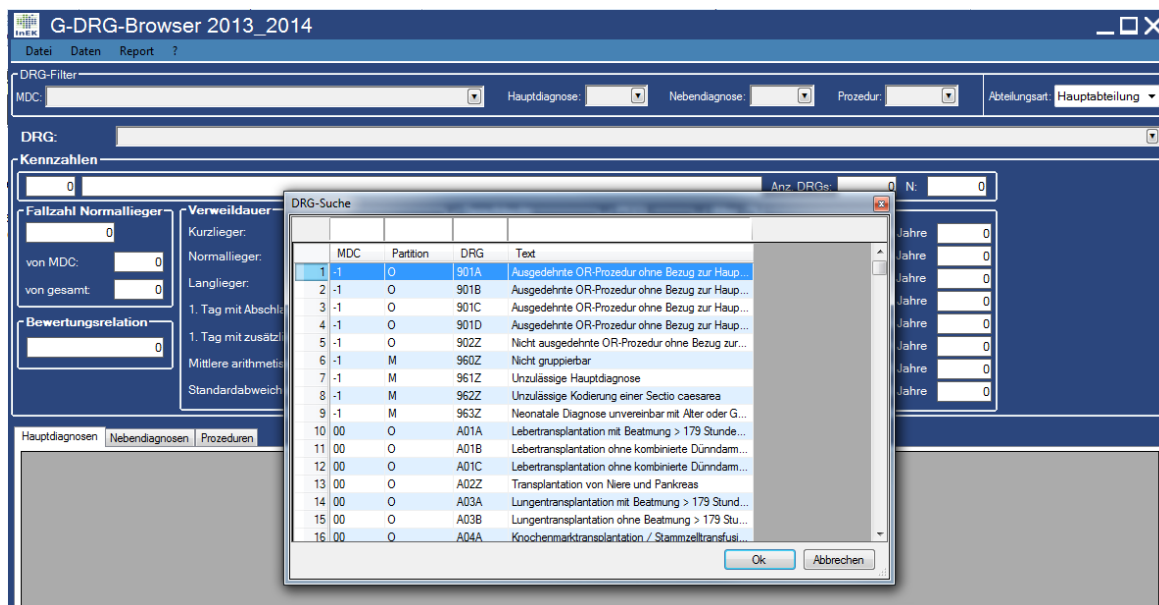 InEK G-DRG-Browser 2013_2014
Datei Daten Report ?
DRG-Filter
MDC: Hauptdiagnose: Nebendiagnose: Prozedur: Abteilungsart: Hauptabteilung
DRG:
Kennzahlen
0 Anz. DRGs: 0 N: 0
Fallzahl Normallieger
0
von MDC: 0
von gesamt: 0
Bewertungsrelation
0
Verweildauer
Kurzlieger:
Normallieger:
Langlieger:
1. Tag mit Abschla
1. Tag mit zusätzli
Mittlere arithmetis
Standardabweich
Jahre 0
Jahre 0
Jahre 0
Jahre 0
Jahre 0
Jahre 0
Jahre 0
Jahre 0
DRG-Suche
MDC Partition DRG Text
1 -1 O 901A Ausgedehnte OR-Prozedur ohne Bezug zur Haup...
2 -1 O 901B Ausgedehnte OR-Prozedur ohne Bezug zur Haup...
3 -1 O 901C Ausgedehnte OR-Prozedur ohne Bezug zur Haup...
4 -1 O 901D Ausgedehnte OR-Prozedur ohne Bezug zur Haup...
5 -1 O 902Z Nicht ausgedehnte OR-Prozedur ohne Bezug zur...
6 -1 M 960Z Nicht gruppierbar
7 -1 M 961Z Unzulässige Hauptdiagnose
8 -1 M 962Z Unzulässige Kodierung einer Sectio caesarea
9 -1 M 963Z Neonatale Diagnose unvereinbar mit Alter oder G...
10 00 O A01A Lebertransplantation mit Beatmung > 179 Stunde...
11 00 O A01B Lebertransplantation ohne kombinierte Dünndarm...
12 00 O A01C Lebertransplantation ohne kombinierte Dünndarm...
13 00 O A02Z Transplantation von Niere und Pankreas
14 00 O A03A Lungentransplantation mit Beatmung > 179 Stund...
15 00 O A03B Lungentransplantation ohne Beatmung > 179 Stu...
16 00 O A04A Knochenmarktransplantation / Stammzelltransfusi...
Ok Abbrechen
Hauptdiagnosen Nebendiagnosen Prozeduren